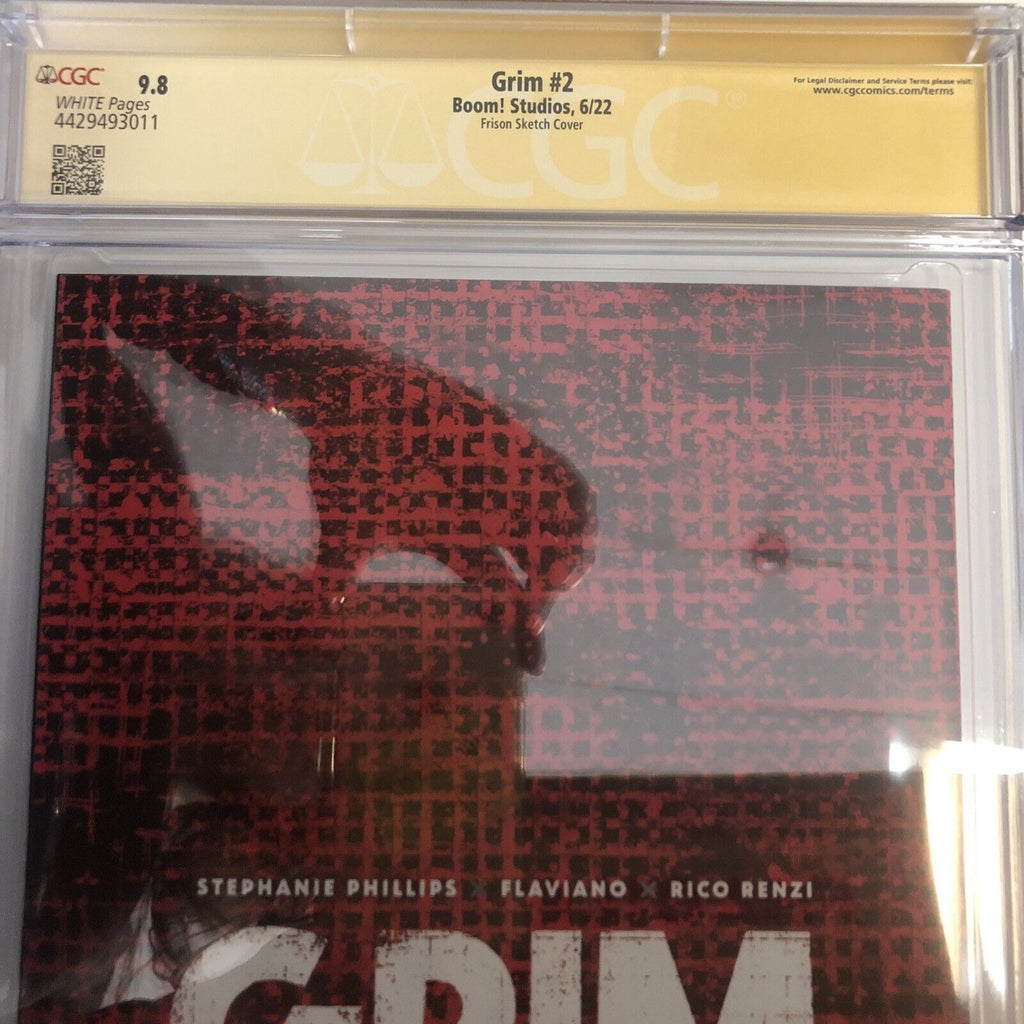 CGC
9.8
WHITE Pages
4429493011
Grim #2
Boom! Studios, 6/22
Frison Sketch Cover
For Legal Disclaimer and Service Terms please visit:
www.cgccomics.com/terms
CGC®
STEPHANIE PHILLIPS × FLAVIANO × RICO RENZI
GRIM